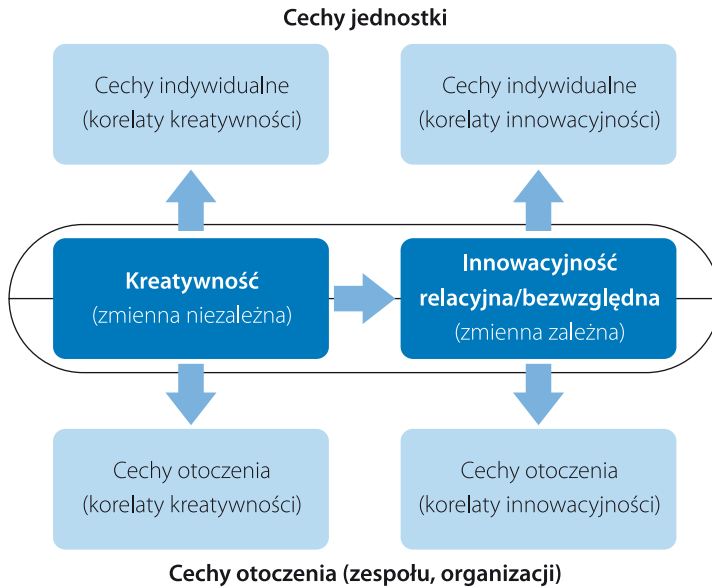 Cechy jednostki
Cechy indywidualne
(korelaty kreatywności)
Cechy indywidualne
(korelaty innowacyjności)
Kreatywność
(zmienna niezależna)
Innowacyjność
relacyjna/bezwzględna
(zmienna zależna)
Cechy otoczenia
(korelaty kreatywności)
Cechy otoczenia
(korelaty innowacyjności)
Cechy otoczenia (zespołu, organizacji)